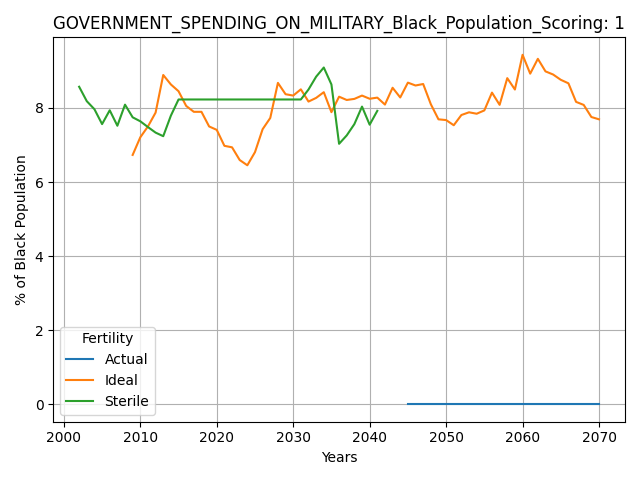 GOVERNMENT_SPENDING_ON_MILITARY_Black_Population_Scoring: 1
% of Black Population
8
6
4
2
0
Fertility
Actual
Ideal
Sterile
2000 2010 2020 2030 2040 2050 2060 2070
Years